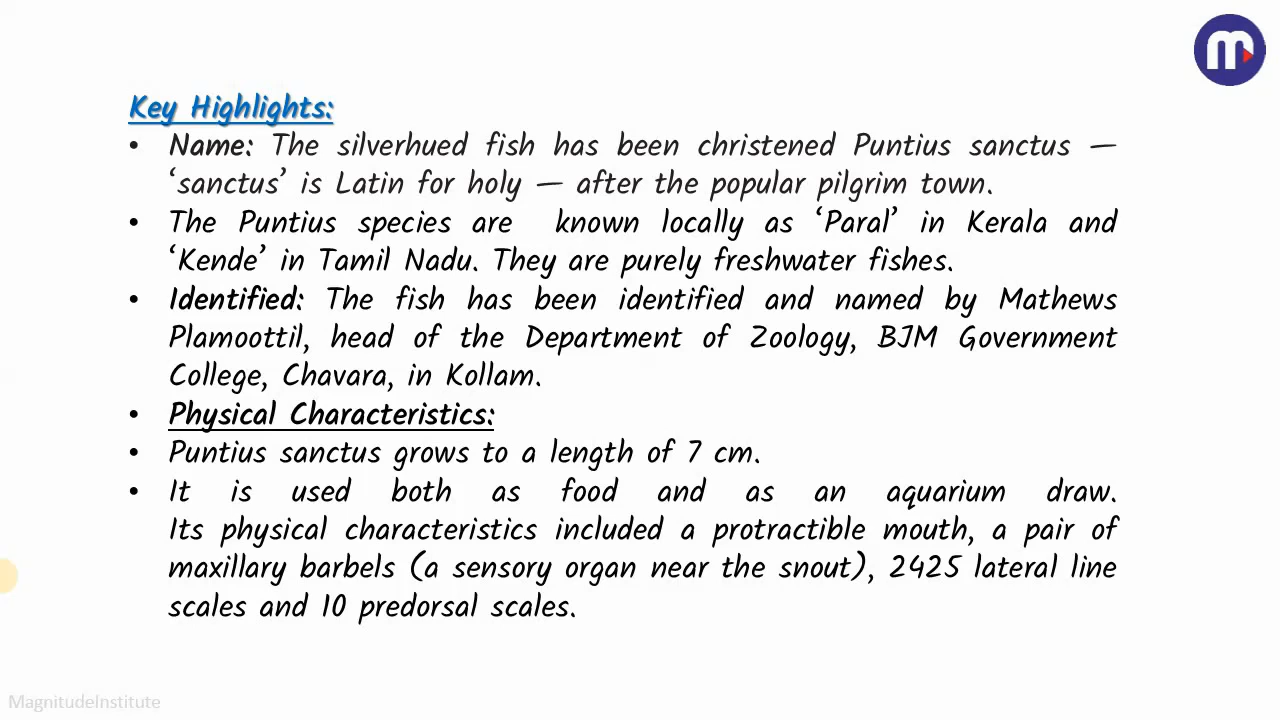 Key Highlights:
• Name: The silverhued fish has been christened Puntius sanctus —
‘sanctus’ is Latin for holy — after the popular pilgrim town.
• The Puntius species are known locally as ‘Paral’ in Kerala and
‘Kende’ in Tamil Nadu. They are purely freshwater fishes.
• Identified: The fish has been identified and named by Mathews
Plamoottil, head of the Department of Zoology, BJM Government
College, Chavara, in Kollam.
• Physical Characteristics:
• Puntius sanctus grows to a length of 7 cm.
• It is used both as food and as an aquarium draw.
Its physical characteristics included a protractible mouth, a pair of
maxillary barbels (a sensory organ near the snout), 2425 lateral line
scales and 10 predorsal scales.
MagnitudeInstitute